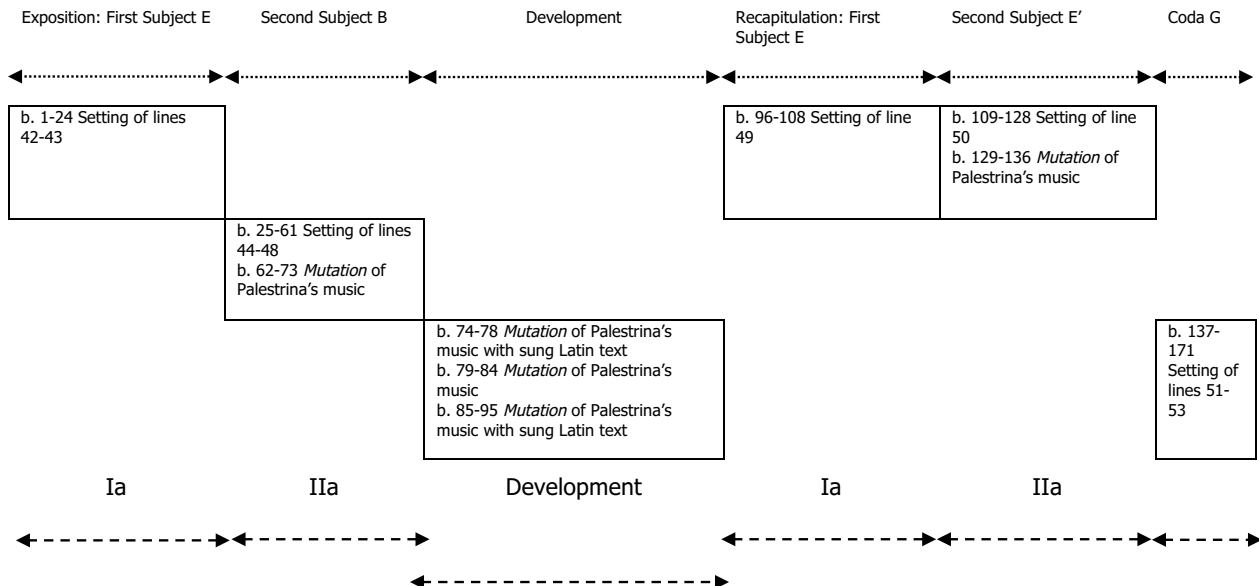 Exposition: First Subject E
Second Subject B
Development
Recapitulation: First
Subject E
Second Subject E’
Coda G
b. 1-24 Setting of lines
42-43
b. 25-61 Setting of lines
44-48
b. 62-73 Mutation of
Palestrina’s music
b. 74-78 Mutation of Palestrina’s
music with sung Latin text
b. 79-84 Mutation of Palestrina’s
music
b. 85-95 Mutation of Palestrina’s
music with sung Latin text
b. 96-108 Setting of line
49
b. 109-128 Setting of line
50
b. 129-136 Mutation of
Palestrina’s music
b. 137-
171
Setting of
lines 51-
53
Ia
IIa
Development
Ia
IIa